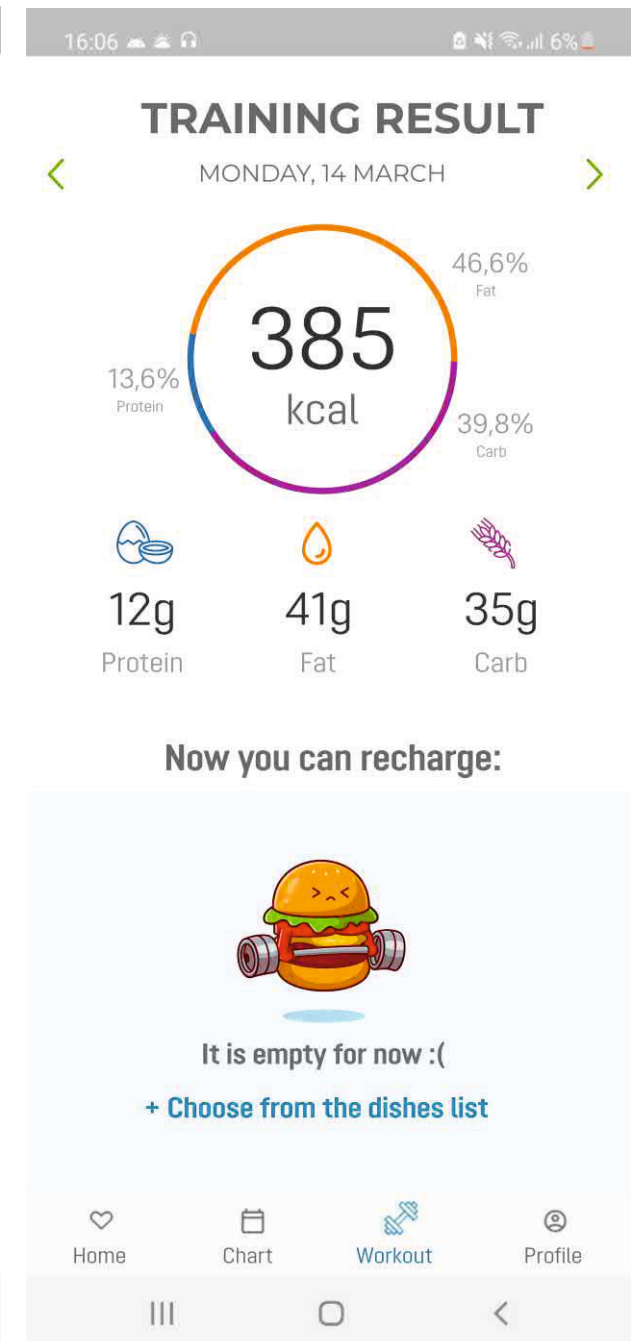 16:06
6%
TRAINING RESULT
MONDAY, 14 MARCH
46,6%
Fat
385
kcal
13,6%
Protein
39,8%
Carb
12g
41g
35g
Protein
Fat
Carb
Now you can recharge:
It is empty for now :(
+ Choose from the dishes list
Home
Chart
Workout
Profile